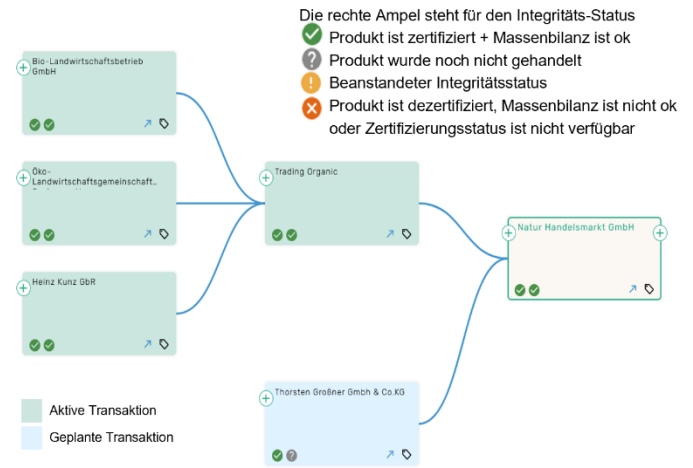 Die rechte Ampel steht für den Integritäts-Status
Produkt ist zertifiziert + Massenbilanz ist ok
Produkt wurde noch nicht gehandelt
Beanstandeter Integritätsstatus
Produkt ist dezertifiziert, Massenbilanz ist nicht ok
oder Zertifizierungsstatus ist nicht verfügbar
Bio-Landwirtschaftsbetrieb
GmbH
Öko-
Landwirtschaftsgemeinschaft…
Trading Organic
Natur Handelsmarkt GmbH
Heinz Kunz GbR
Thorsten Großner Gmbh & Co.KG
Aktive Transaktion
Geplante Transaktion